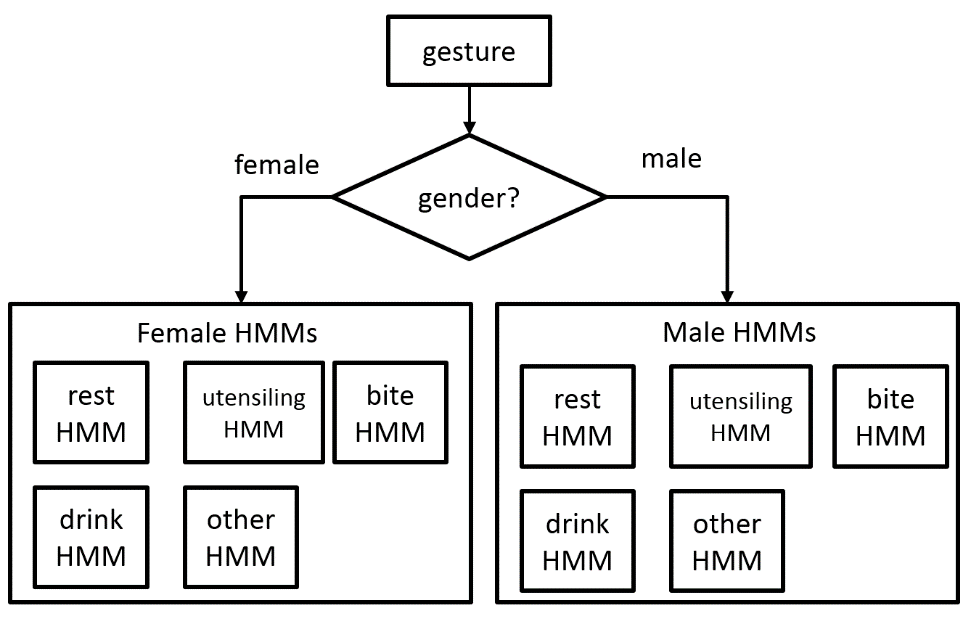 gesture
female
male
gender?
Female HMMs
rest
HMM
utensiling
HMM
bite
HMM
drink
HMM
other
HMM
Male HMMs
rest
HMM
utensiling
HMM
bite
HMM
drink
HMM
other
HMM